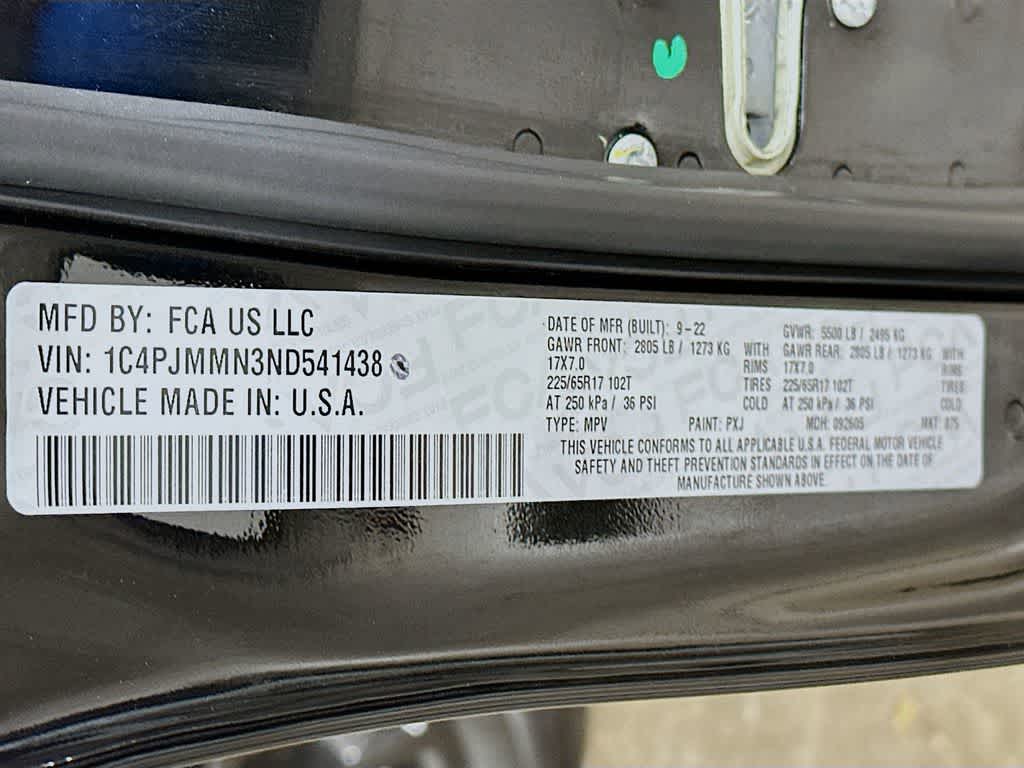 MFD BY: FCA US LLC
VIN: 1C4PJMMN3ND541438
VEHICLE MADE IN: U.S.A.
DATE OF MFR (BUILT): 9-22 GVWR: 5500 LB / 2495 KG
GAWR FRONT: 2805 LB / 1273 KG WITH GAWR REAR: 2805 LB / 1273 KG WITH
17X7.0 RIMS 17X7.0 RIMS
225/65R17 102T TIRES 225/65R17 102T TIRES
AT 250 kPa / 36 PSI COLD AT 250 kPa / 36 PSI COLD
TYPE: MPV PAINT: PXJ MDH: 092605 MKT: 875
THIS VEHICLE CONFORMS TO ALL APPLICABLE U.S.A. FEDERAL MOTOR VEHICLE
SAFETY AND THEFT PREVENTION STANDARDS IN EFFECT ON THE DATE OF
MANUFACTURE SHOWN ABOVE.